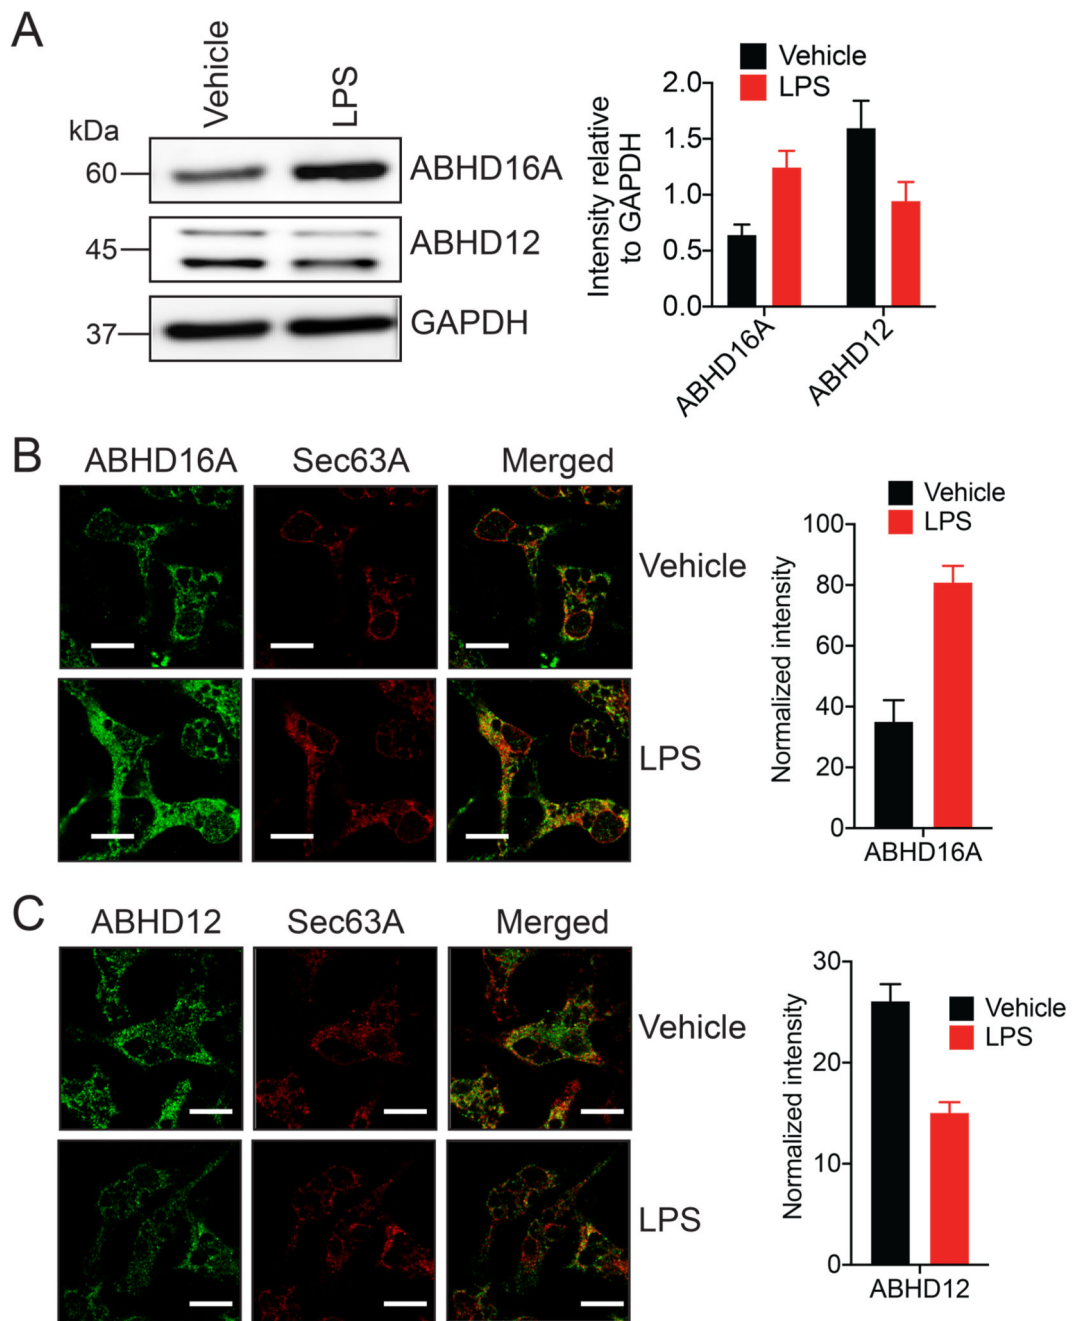 A
Vehicle
LPS
kDa
60
ABHD16A
45
ABHD12
37
GAPDH
Vehicle
LPS
Intensity relative
to GAPDH
2.0
1.5
1.0
0.5
0.0
ABHD16A
ABHD12
B
ABHD16A Sec63A Merged
Vehicle
LPS
Vehicle
LPS
Normalized intensity
100
80
60
40
20
0
ABHD16A
C
ABHD12 Sec63A Merged
Vehicle
LPS
Normalized intensity
30
20
10
0
Vehicle
LPS
ABHD12